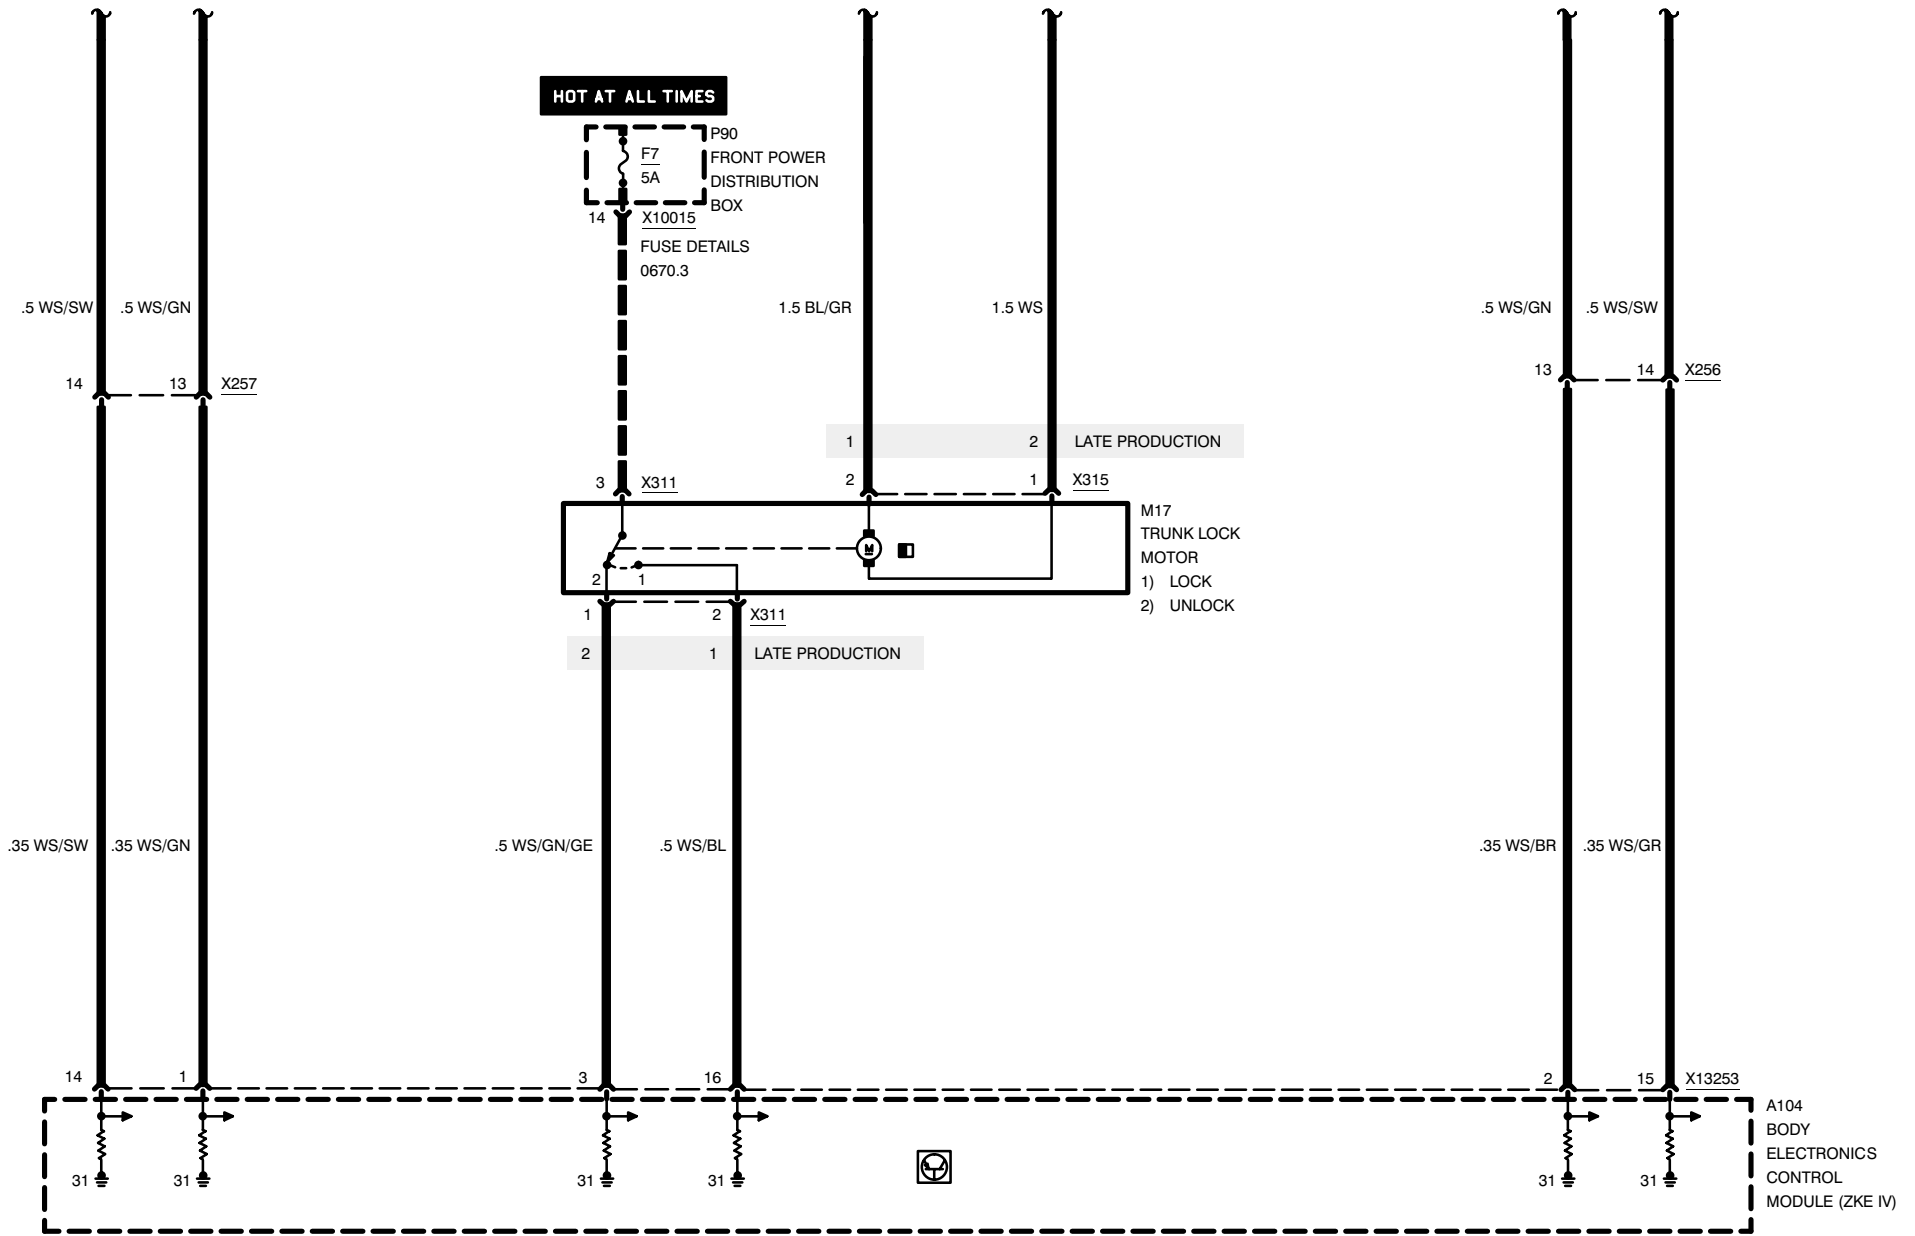 HOT AT ALL TIMES
P90
FRONT POWER
DISTRIBUTION
BOX
F7
5A
14 X10015
FUSE DETAILS
0670.3
.5 WS/SW .5 WS/GN 1.5 BL/GR 1.5 WS .5 WS/GN .5 WS/SW
14 13 X257
13 14 X256
1 2 LATE PRODUCTION
3 X311 2 1 X315
M17
TRUNK LOCK
MOTOR
1) LOCK
2) UNLOCK
M
2 1
1 2 X311
2 1 LATE PRODUCTION
.35 WS/SW .35 WS/GN .5 WS/GN/GE .5 WS/BL .35 WS/BR .35 WS/GR
14 1 3 16 2 15 X13253
A104
BODY
ELECTRONICS
CONTROL
MODULE (ZKE IV)
31 31 31 31 31 31